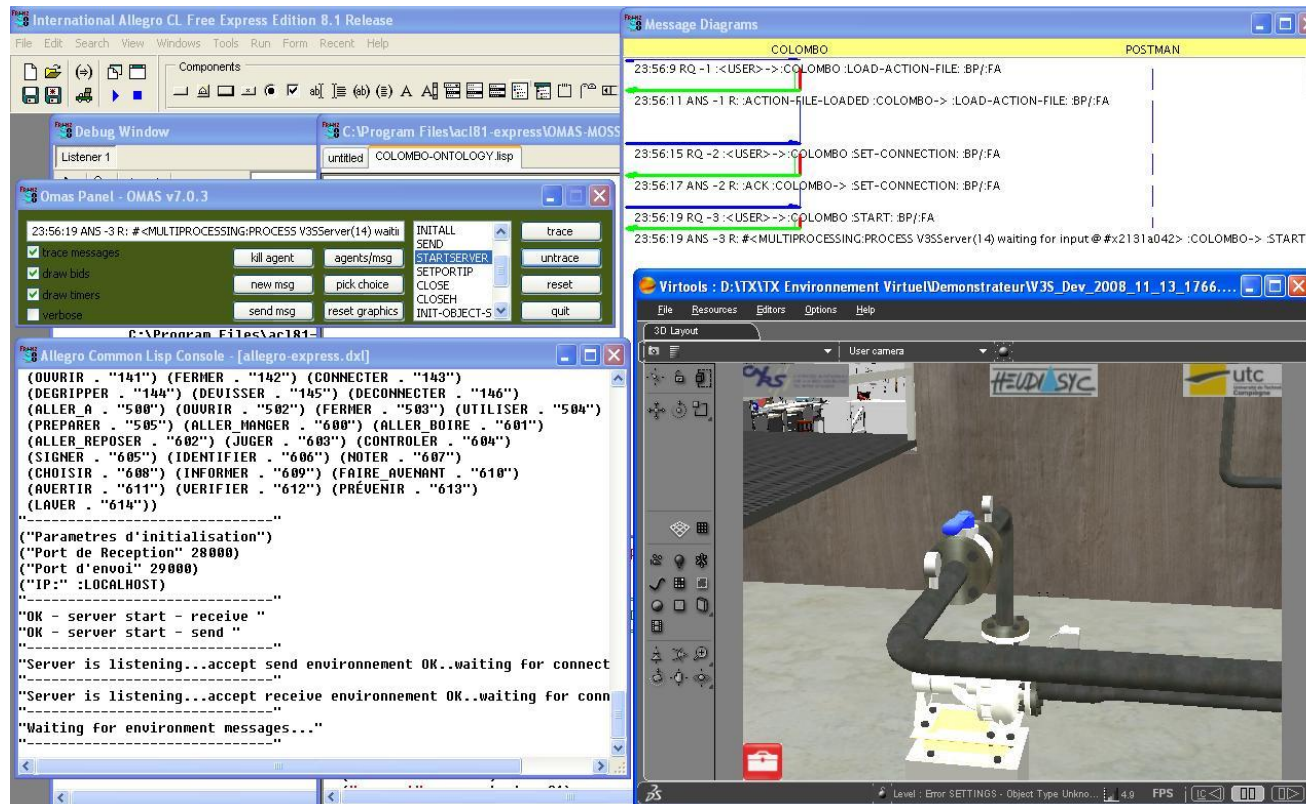 International Allegro CL Free Express Edition 8.1 Release
File Edit Search View Windows Tools Run Form Recent Help
Components
Debug Window
Listener 1
C:\Program Files\acl81-express\OMAS-MOSS
untitled COLOMBO-ONTOLOGY.lisp
Omas Panel - OMAS v7.0.3
23:56:19 ANS -3 R: #<MULTIPROCESSING:PROCESS V3SServer(14) waiti
trace messages
draw bids
draw timers
verbose
kill agent
new msg
send msg
agents/msg
pick choice
reset graphics
INITALL
SEND
STARTSERVER
SETPORTIP
CLOSE
CLOSEH
INIT-OBJECT-S
trace
untrace
reset
quit
C:\Program Files\acl81-
Allegro Common Lisp Console - [allegro-express.dxl]
(OUVRIR . "141") (FERMER . "142") (CONNECTER . "143")
(DEGRIPPER . "144") (DEVISSER . "145") (DECONNECTER . "146")
(ALLER_A . "500") (OUVRIR . "502") (FERMER . "503") (UTILISER . "504")
(PREPARER . "505") (ALLER_MANGER . "600") (ALLER_BOIRE . "601")
(ALLER_REPOSER . "602") (JUGER . "603") (CONTROLER . "604")
(SIGNER . "605") (IDENTIFIER . "606") (NOTER . "607")
(CHOISIR . "608") (INFORMER . "609") (FAIRE_AVENANT . "610")
(AVERTIR . "611") (VERIFIER . "612") (PRÉVENIR . "613")
(LAVER . "614"))
"------------------------------"
("Parametres d'initialisation")
("Port de Reception" 28000)
("Port d'envoi" 29000)
("IP:" :LOCALHOST)
"------------------------------"
"OK - server start - receive "
"OK - server start - send "
"------------------------------"
"Server is listening...accept send environnement OK..waiting for connect
"------------------------------"
"Server is listening...accept receive environnement OK..waiting for conn
"------------------------------"
"Waiting for environment messages..."
"------------------------------"
Message Diagrams
COLOMBO POSTMAN
23:56:9 RQ -1 :<USER>->:COLOMBO :LOAD-ACTION-FILE: :BP/:FA
23:56:11 ANS -1 R: :ACTION-FILE-LOADED :COLOMBO-> :LOAD-ACTION-FILE: :BP/:FA
23:56:15 RQ -2 :<USER>->:COLOMBO :SET-CONNECTION: :BP/:FA
23:56:17 ANS -2 R: :ACK :COLOMBO-> :SET-CONNECTION: :BP/:FA
23:56:19 RQ -3 :<USER>->:COLOMBO :START: :BP/:FA
23:56:19 ANS -3 R: #<MULTIPROCESSING:PROCESS V3SServer(14) waiting for input @ #x2131a042> :COLOMBO-> :START
Virtools : D:\TX\TX Environnement Virtuel\Demonstrateur\V3S_Dev_2008_11_13_1766....
File Resources Editors Options Help
3D Layout
User camera
HEUDIASYC
utc
Level : Error SETTINGS - Object Type Unkno...
4.9 FPS